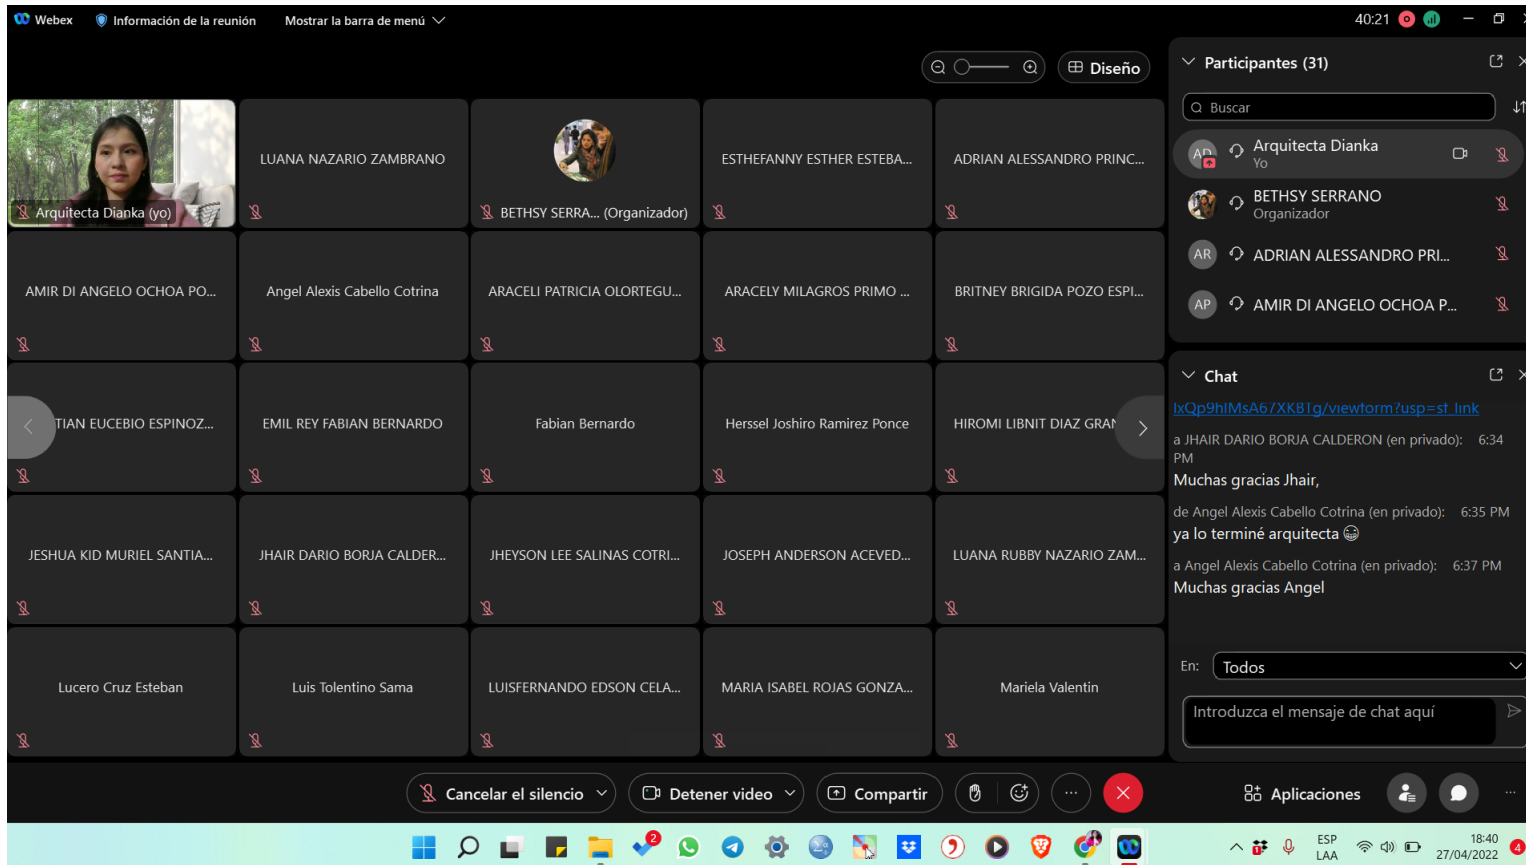 Webex
Información de la reunión
Mostrar la barra de menú
40:21
Diseño
Participantes (31)
Buscar
Arquitecta Dianka (yo)
LUANA NAZARIO ZAMBRANO
BETHSY SERRA... (Organizador)
ESTHEFANNY ESTHER ESTEBA...
ADRIAN ALESSANDRO PRINC...
AMIR DI ANGELO OCHOA PO...
Angel Alexis Cabello Cotrina
ARACELI PATRICIA OLORTEGU...
ARACELY MILAGROS PRIMO ...
BRITNEY BRIGIDA POZO ESPI...
TIAN EUCEBIO ESPINOZ...
EMIL REY FABIAN BERNARDO
Fabian Bernardo
Herssel Joshiro Ramirez Ponce
HIROMI LIBNIT DIAZ GRAN
JESHUA KID MURIEL SANTIA...
JHAIR DARIO BORJA CALDER...
JHEYSON LEE SALINAS COTRI...
JOSEPH ANDERSON ACEVED...
LUANA RUBBY NAZARIO ZAM...
Lucero Cruz Esteban
Luis Tolentino Sama
LUISFERNANDO EDSON CELA...
MARIA ISABEL ROJAS GONZA...
Mariela Valentin
AD
Arquitecta Dianka
Yo
BETHSY SERRANO
Organizador
AR
ADRIAN ALESSANDRO PRI...
AP
AMIR DI ANGELO OCHOA P...
Chat
IxQp9hIMsA67XKBTg/viewform?usp=sf_link
a JHAIR DARIO BORJA CALDERON (en privado): 6:34
PM
Muchas gracias Jhair,
de Angel Alexis Cabello Cotrina (en privado): 6:35 PM
ya lo terminé arquitecta 😁
a Angel Alexis Cabello Cotrina (en privado): 6:37 PM
Muchas gracias Angel
En: Todos
Introduzca el mensaje de chat aquí
Cancelar el silencio
Detener video
Compartir
Aplicaciones
2
ESP
LAA
18:40
27/04/2022
4